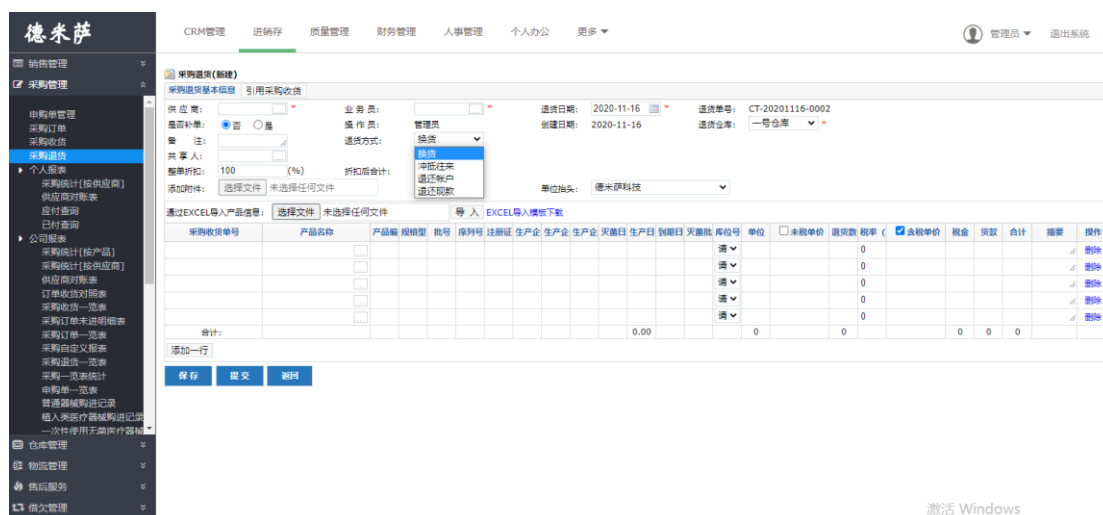 德米萨
CRM管理 进销存 质量管理 财务管理 人事管理 个人办公 更多
管理员 退出系统
销售管理
采购管理
申购单管理
采购订单
采购收货
采购退货
个人报表
采购统计[按供应商]
供应商对账表
应付查询
已付查询
公司报表
采购统计[按产品]
采购统计[按供应商]
供应商对账表
订单收货对照表
采购收货一览表
采购订单未进明细表
采购订单一览表
采购自定义报表
采购退货一览表
采购一览表统计
申购单一览表
普通器械购进记录
植入类医疗器械购进记录
一次性使用无菌医疗器械
仓库管理
物流管理
售后服务
借欠管理
采购退货(新建)
采购退货基本信息 引用采购收货
供应商: * 业务员: * 退货日期: 2020-11-16 * 退货单号: CT-20201116-0002
是否补单: 否 是 操作员: 管理员 创建日期: 2020-11-16 退货仓库: 一号仓库 *
备 注: 退货方式: 换货
换货
冲抵往来
退还帐户
退还现款
共享人:
整单折扣: 100 (%) 折扣后合计:
添加附件: 选择文件 未选择任何文件 单位抬头: 德米萨科技
通过EXCEL导入产品信息: 选择文件 未选择任何文件 导 入 EXCEL导入模板下载
采购收货单号 产品名称 产品编 规格型 批号 序列号 注册证 生产企 生产企 生产企 灭菌日 生产日 到期日 灭菌批 库位号 单位 未税单价 退货数 税率 ( 含税单价 税金 货款 合计 摘要 操作
请 0 删除
请 0 删除
请 0 删除
请 0 删除
请 0 删除
合计: 0.00 0 0 0 0 0
添加一行
保存 提交 返回
激活 Windows